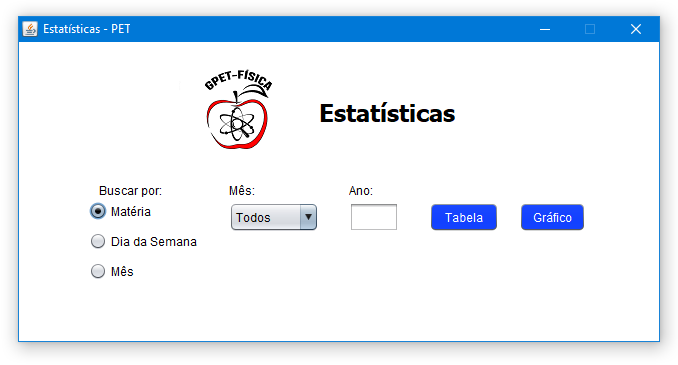 Estatísticas - PET
GPET-FÍSICA
Estatísticas
Buscar por:
Mês:
Ano:
Matéria
Todos
Tabela
Gráfico
Dia da Semana
Mês